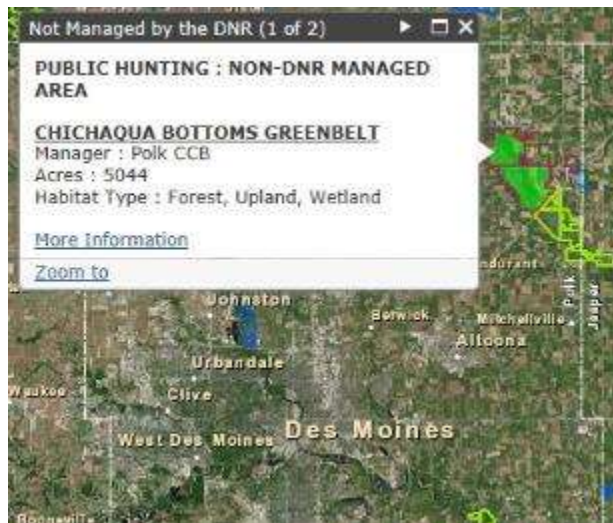 Not Managed by the DNR (1 of 2)
PUBLIC HUNTING : NON-DNR MANAGED
AREA
CHICHAQUA BOTTOMS GREENBELT
Manager : Polk CCB
Acres : 5044
Habitat Type : Forest, Upland, Wetland
More Information
Zoom to
ndurant
Polk
Jasper
Johnston
Berwick
Mitchellville
Altoona
Urbandale
Waukee
Clive
West Des Moines
Des Moines
Booneville